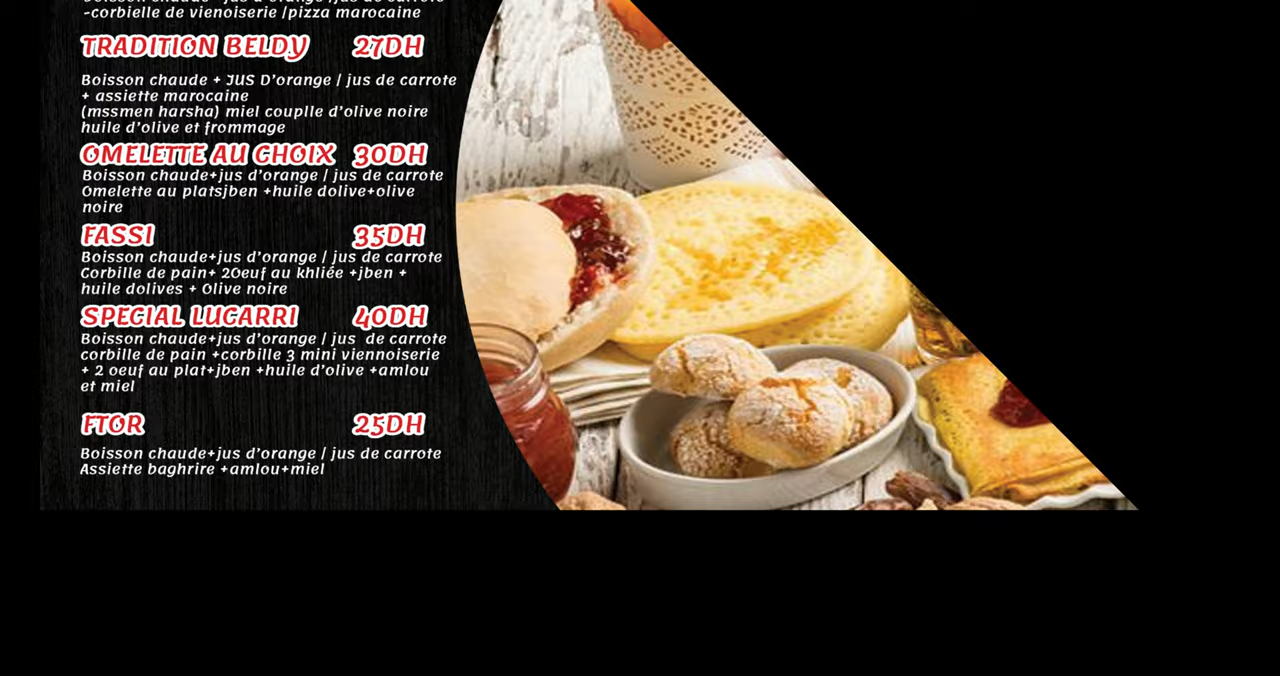 -corbielle de vienoiserie /pizza marocaine
TRADITION BELDY 27DH
Boisson chaude + JUS D'orange / jus de carrote
+ assiette marocaine
(mssmen harsha) miel couplle d'olive noire
huile d'olive et frommage
OMELETTE AU CHOIX 30DH
Boisson chaude+jus d'orange / jus de carrote
Omelette au platsjben +huile dolive+olive
noire
FASSI 35DH
Boisson chaude+jus d'orange / jus de carrote
Corbille de pain+ 2Oeuf au khliée +jben +
huile dolives + Olive noire
SPECIAL LUCARRI 40DH
Boisson chaude+jus d'orange / jus de carrote
corbille de pain +corbille 3 mini viennoiserie
+ 2 oeuf au plat+jben +huile d'olive +amlou
et miel
FTOR 25DH
Boisson chaude+jus d'orange / jus de carrote
Assiette baghrire +amlou+miel